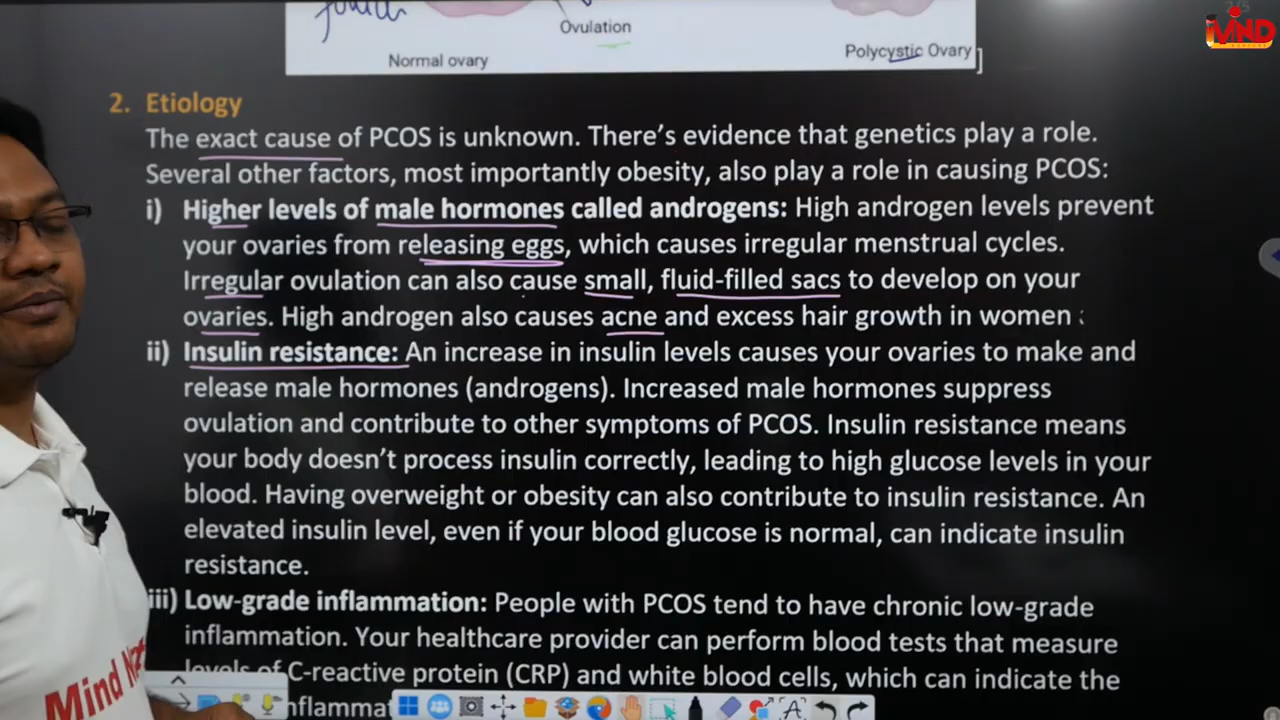 2/5
MIND
Ovulation
Normal ovary
Polycystic Ovary
2. Etiology
The exact cause of PCOS is unknown. There's evidence that genetics play a role.
Several other factors, most importantly obesity, also play a role in causing PCOS:
i) Higher levels of male hormones called androgens: High androgen levels prevent
your ovaries from releasing eggs, which causes irregular menstrual cycles.
Irregular ovulation can also cause small, fluid-filled sacs to develop on your
ovaries. High androgen also causes acne and excess hair growth in women
ii) Insulin resistance: An increase in insulin levels causes your ovaries to make and
release male hormones (androgens). Increased male hormones suppress
ovulation and contribute to other symptoms of PCOS. Insulin resistance means
your body doesn't process insulin correctly, leading to high glucose levels in your
blood. Having overweight or obesity can also contribute to insulin resistance. An
elevated insulin level, even if your blood glucose is normal, can indicate insulin
resistance.
iii) Low-grade inflammation: People with PCOS tend to have chronic low-grade
inflammation. Your healthcare provider can perform blood tests that measure
levels of C-reactive protein (CRP) and white blood cells, which can indicate the
Mind
A